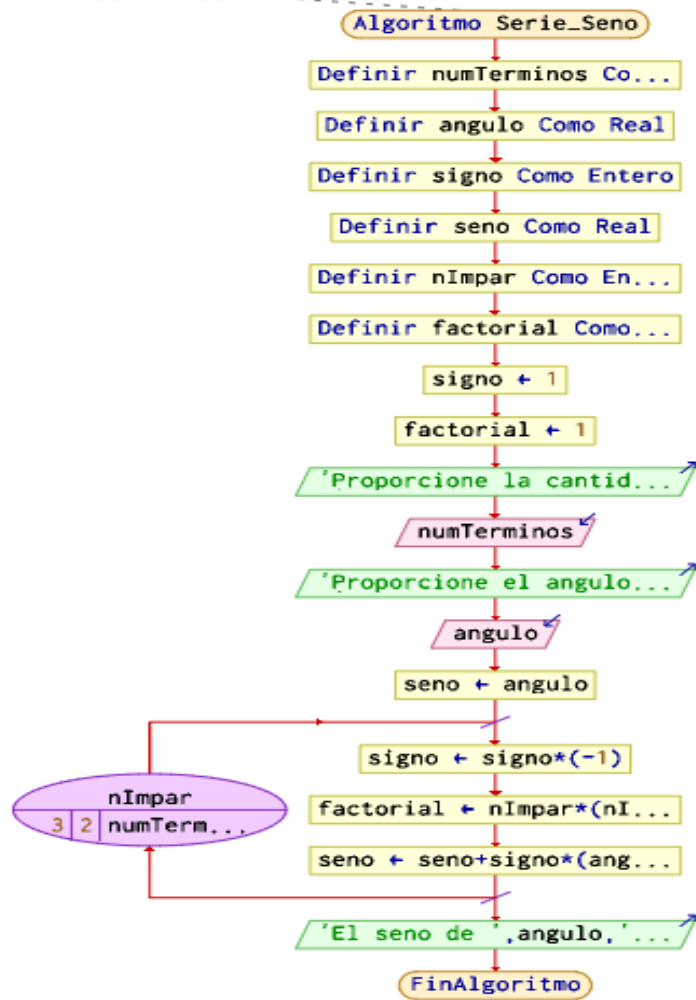 Algoritmo Serie_Seno
Definir numTerminos Co...
Definir angulo Como Real
Definir signo Como Entero
Definir seno Como Real
Definir nImpar Como En...
Definir factorial Como...
signo ← 1
factorial ← 1
'Proporcione la cantid...
numTerminos
'Proporcione el angulo...
angulo
seno ← angulo
signo ← signo*(-1)
nImpar
3 2 numTerm...
factorial ← nImpar*(nI...
seno ← seno+signo*(ang...
'El seno de ',angulo,'...
FinAlgoritmo